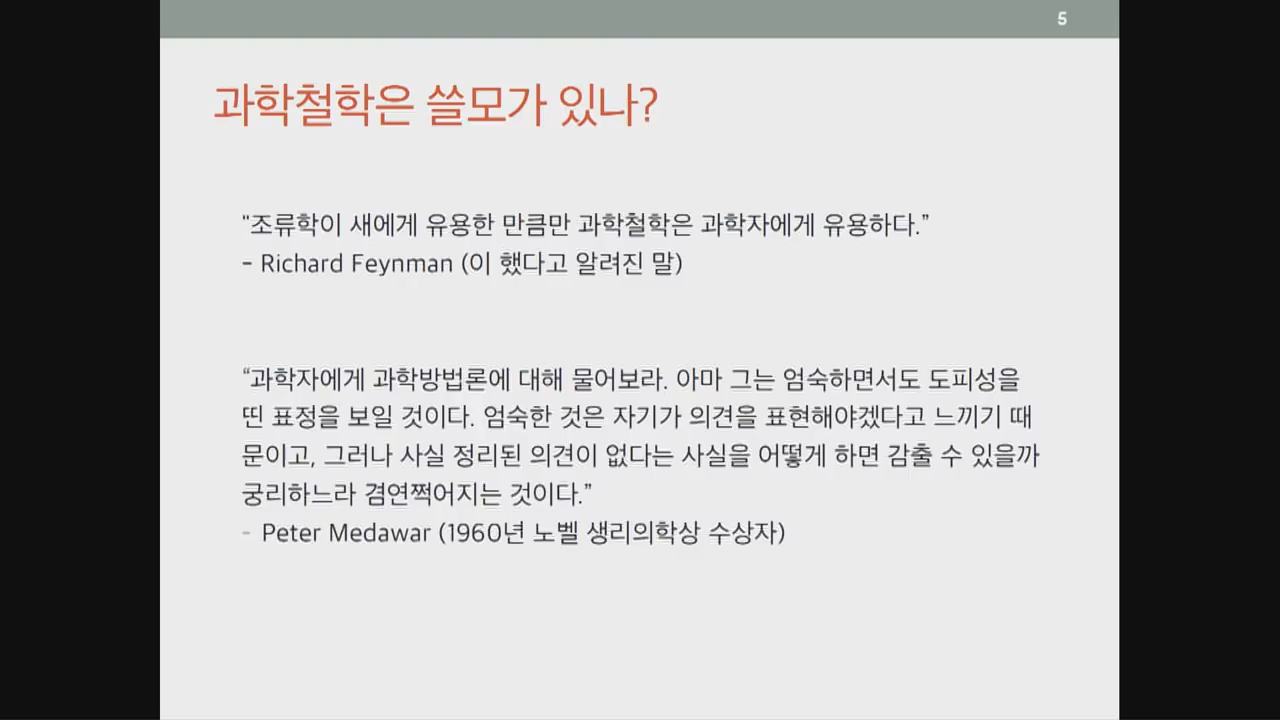 5
과학철학은 쓸모가 있나?
“조류학이 새에게 유용한 만큼만 과학철학은 과학자에게 유용하다.”
– Richard Feynman (이 했다고 알려진 말)
“과학자에게 과학방법론에 대해 물어보라. 아마 그는 엄숙하면서도 도피성을
띤 표정을 보일 것이다. 엄숙한 것은 자기가 의견을 표현해야겠다고 느끼기 때
문이고, 그러나 사실 정리된 의견이 없다는 사실을 어떻게 하면 감출 수 있을까
궁리하느라 겸연쩍어지는 것이다.”
- Peter Medawar (1960년 노벨 생리의학상 수상자)